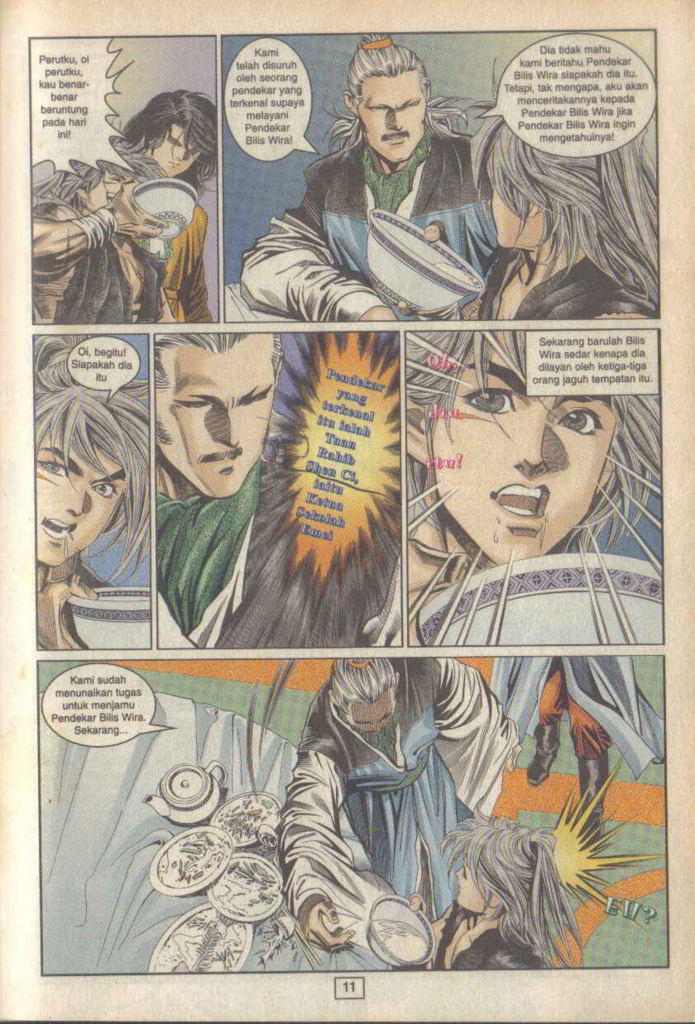 Perutku, oi
perutku,
kau benar-
benar
beruntung
pada hari
ini!
Kami
telah disuruh
oleh seorang
pendekar yang
terkenal supaya
melayani
Pendekar
Bilis Wira!
Dia tidak mahu
kami beritahu Pendekar
Bilis Wira siapakah dia itu.
Tetapi, tak mengapa, aku akan
menceritakannya kepada
Pendekar Bilis Wira jika
Pendekar Bilis Wira ingin
mengetahuinya!
Oi, begitu!
Siapakah dia
itu
Pendekar
yang
terkenal
itu ialah
Tuan
Rahib
Shen Ci,
iaitu
Ketua
Sekolah
Emei
Oh,
dia
itu!
Sekarang barulah Bilis
Wira sedar kenapa dia
dilayan oleh ketiga-tiga
orang jaguh tempatan itu.
Kami sudah
menunaikan tugas
untuk menjamu
Pendekar Bilis Wira.
Sekarang...
Eh?
11